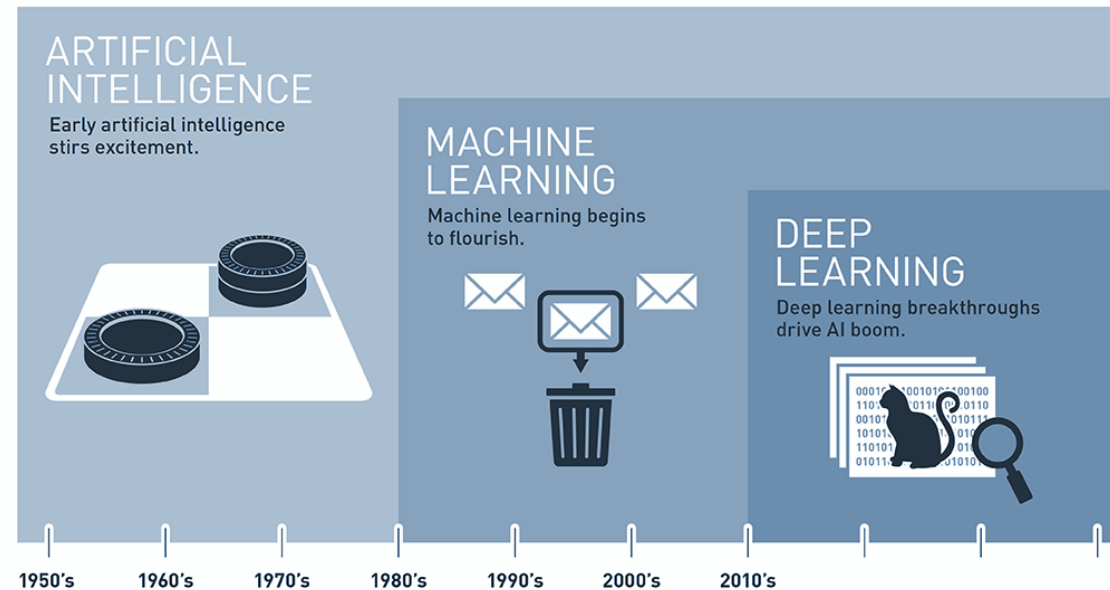 ARTIFICIAL
INTELLIGENCE
Early artificial intelligence
stirs excitement.
MACHINE
LEARNING
Machine learning begins
to flourish.
DEEP
LEARNING
Deep learning breakthroughs
drive AI boom.
1950's 1960's 1970's 1980's 1990's 2000's 2010's